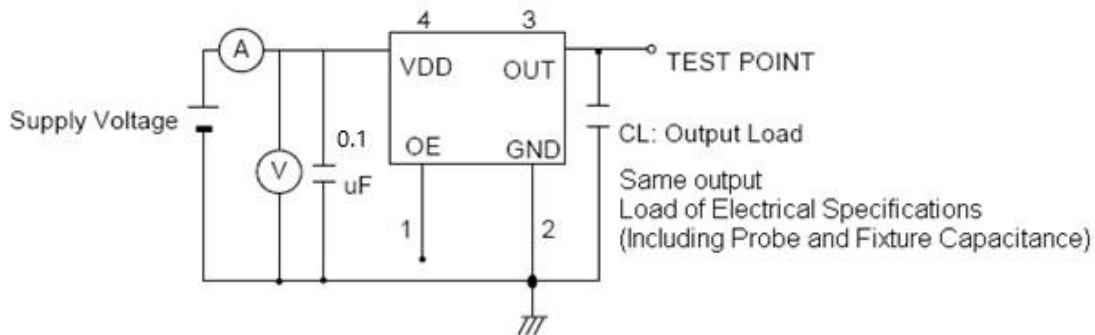 4
3
A
VDD
OUT
TEST POINT
Supply Voltage
0.1
uF
V
OE
GND
CL: Output Load
Same output
Load of Electrical Specifications
(Including Probe and Fixture Capacitance)
1
2